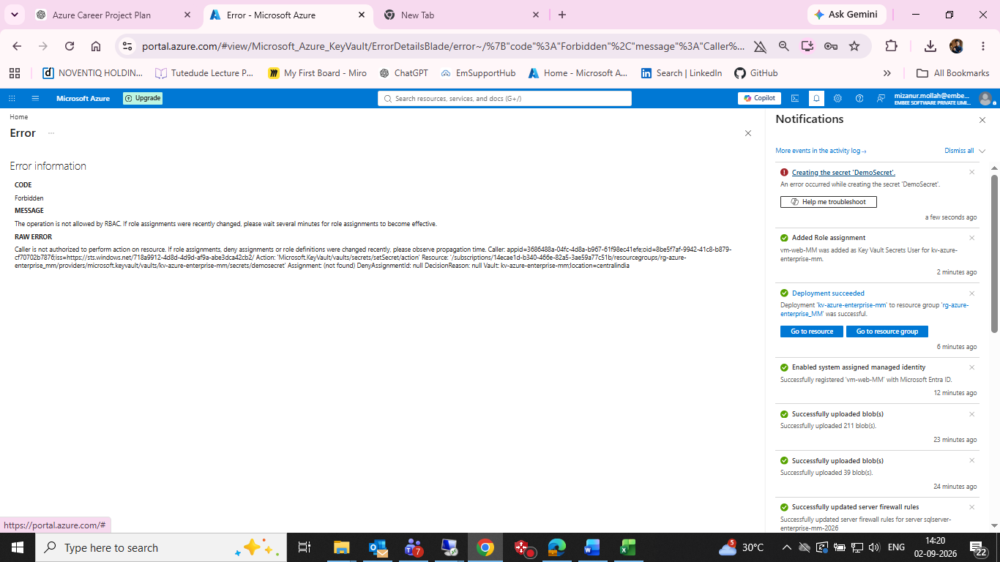 Azure Career Project Plan
Error - Microsoft Azure
New Tab
Ask Gemini
portal.azure.com/#view/Microsoft_Azure_KeyVault/ErrorDetailsBlade/error~/%7B"code"%3A"Forbidden"%2C"message"%3A"Caller%...
NOVENTIQ HOLDIN...
Tutedude Lecture P...
My First Board - Miro
ChatGPT
EmSupportHub
Home - Microsoft A...
Search | LinkedIn
GitHub
All Bookmarks
Microsoft Azure
Upgrade
Search resources, services, and docs (G+/)
Copilot
mizanur.mollah@embe...
EMBEE SOFTWARE PRIVATE LIMI...
Home
Error
Error information
CODE
Forbidden
MESSAGE
The operation is not allowed by RBAC. If role assignments were recently changed, please wait several minutes for role assignments to become effective.
RAW ERROR
Caller is not authorized to perform action on resource. If role assignments, deny assignments or role definitions were changed recently, please observe propagation time. Caller: appid=3686488a-04fc-4d8a-b967-61f98ec41efe;oid=8be5f7af-9942-41c8-b879-
cf70702b7876;iss=https://sts.windows.net/718a9912-4d8d-4d9d-af9a-abe3dca42cb2/ Action: 'Microsoft.KeyVault/vaults/secrets/setSecret/action' Resource: '/subscriptions/14ecae1d-b340-466e-82a5-3ae59a77c51b/resourcegroups/rg-azure-
enterprise_mm/providers/microsoft.keyvault/vaults/kv-azure-enterprise-mm/secrets/demosecret' Assignment: (not found) DenyAssignmentId: null DecisionReason: null Vault: kv-azure-enterprise-mm;location=centralindia
Notifications
More events in the activity log→
Dismiss all
Creating the secret 'DemoSecret'.
An error occurred while creating the secret 'DemoSecret'.
Help me troubleshoot
a few seconds ago
Added Role assignment
vm-web-MM was added as Key Vault Secrets User for kv-azure-
enterprise-mm.
2 minutes ago
Deployment succeeded
Deployment 'kv-azure-enterprise-mm' to resource group 'rg-azure-
enterprise_MM' was successful.
Go to resource
Go to resource group
6 minutes ago
Enabled system assigned managed identity
Successfully registered 'vm-web-MM' with Microsoft Entra ID.
12 minutes ago
Successfully uploaded blob(s)
Successfully uploaded 211 blob(s).
23 minutes ago
Successfully uploaded blob(s)
Successfully uploaded 39 blob(s).
24 minutes ago
Successfully updated server firewall rules
Successfully updated server firewall rules for server sqlserver-
enterprise-mm-2026
https://portal.azure.com/#
Type here to search
7
5
30°C
ENG
14:20
02-09-2026
22